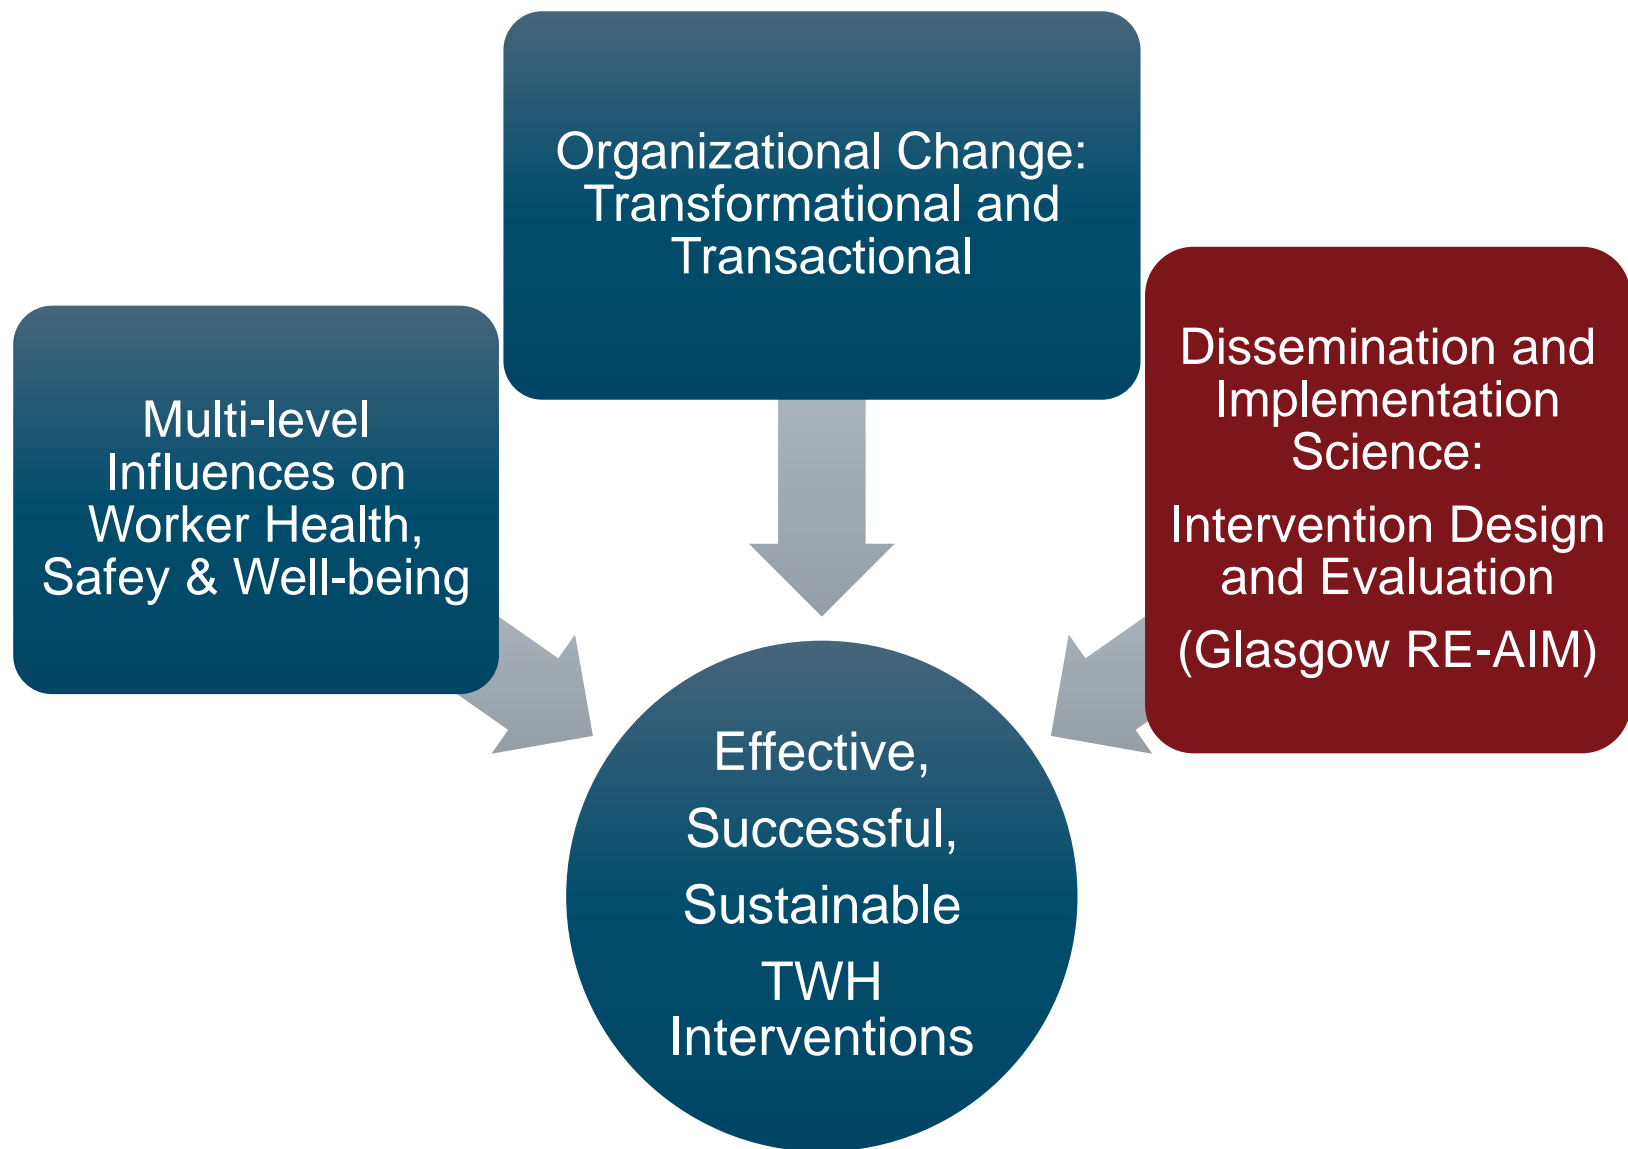 Organizational Change:
Transformational and
Transactional
Multi-level
Influences on
Worker Health,
Safey & Well-being
Dissemination and
Implementation
Science:
Intervention Design
and Evaluation
(Glasgow RE-AIM)
Effective,
Successful,
Sustainable
TWH
Interventions